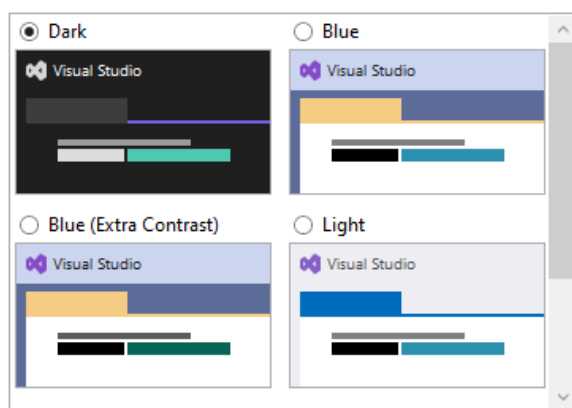 Dark
Blue
Visual Studio
Visual Studio
Blue (Extra Contrast)
Light
Visual Studio
Visual Studio